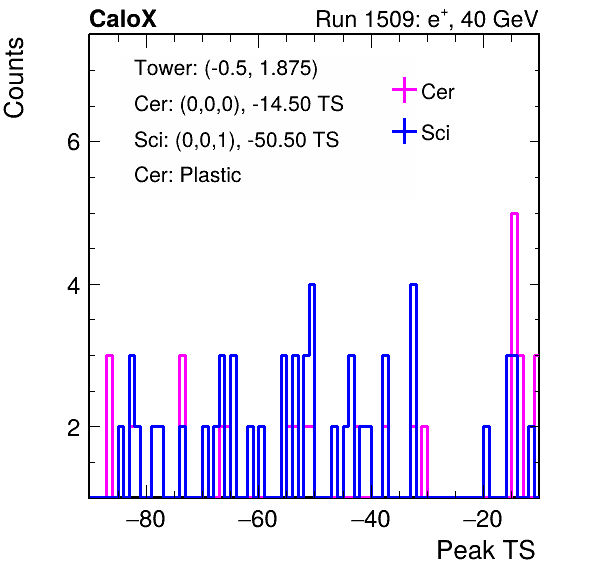 CaloX Run 1509: e⁺, 40 GeV
Counts
Tower: (-0.5, 1.875)
Cer: (0,0,0), -14.50 TS
Sci: (0,0,1), -50.50 TS
Cer: Plastic
Cer
Sci
6
4
2
−80 −60 −40 −20
Peak TS